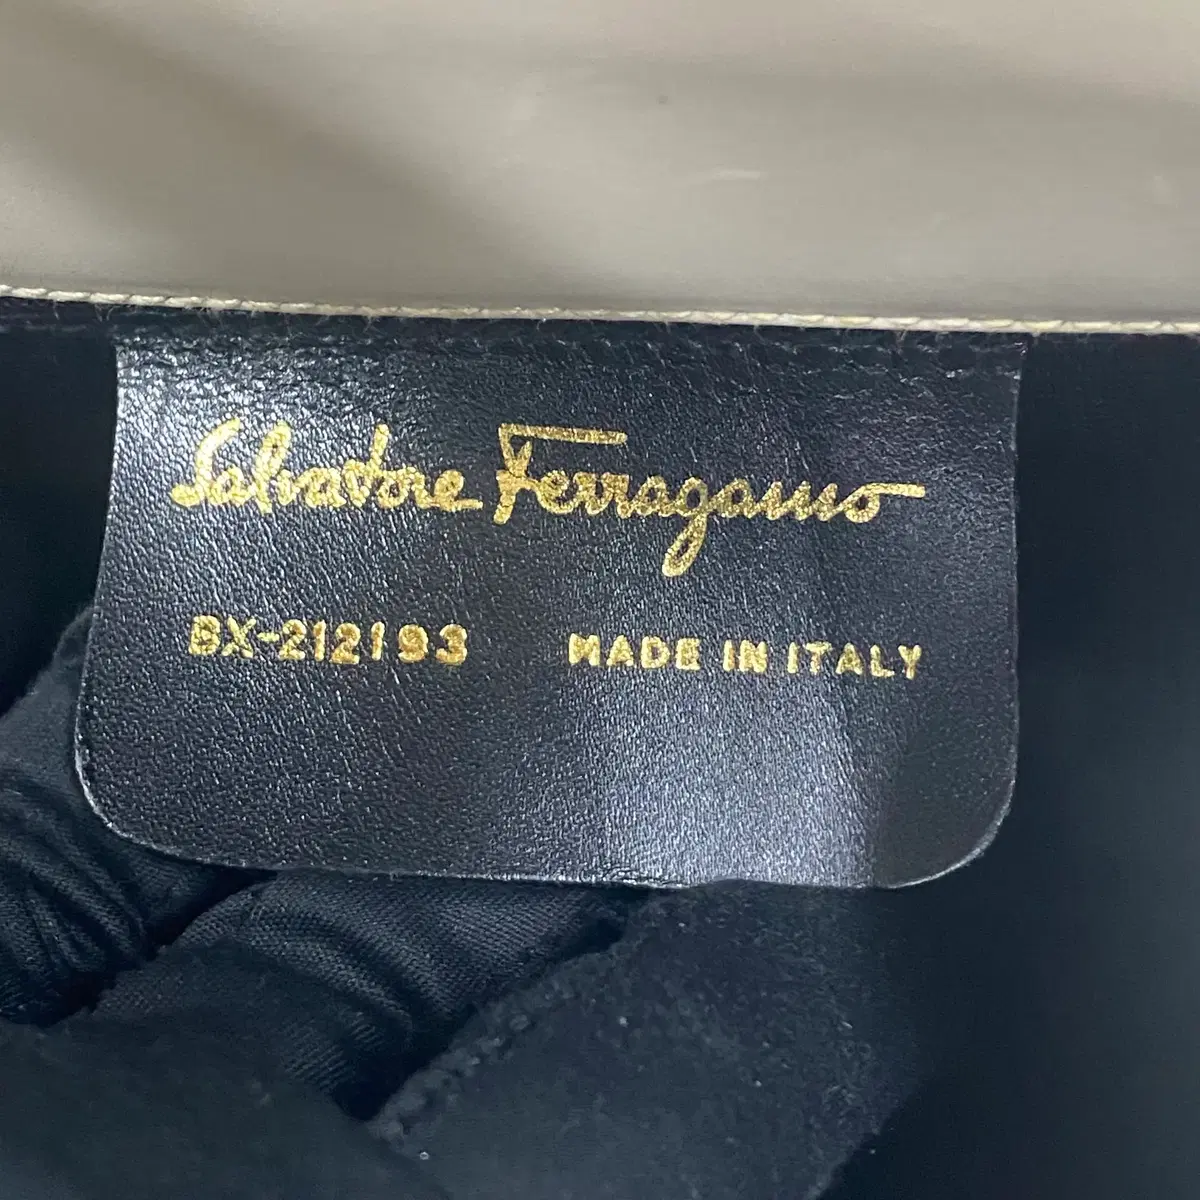 Salvatore Ferragamo
BX-212193 MADE IN ITALY